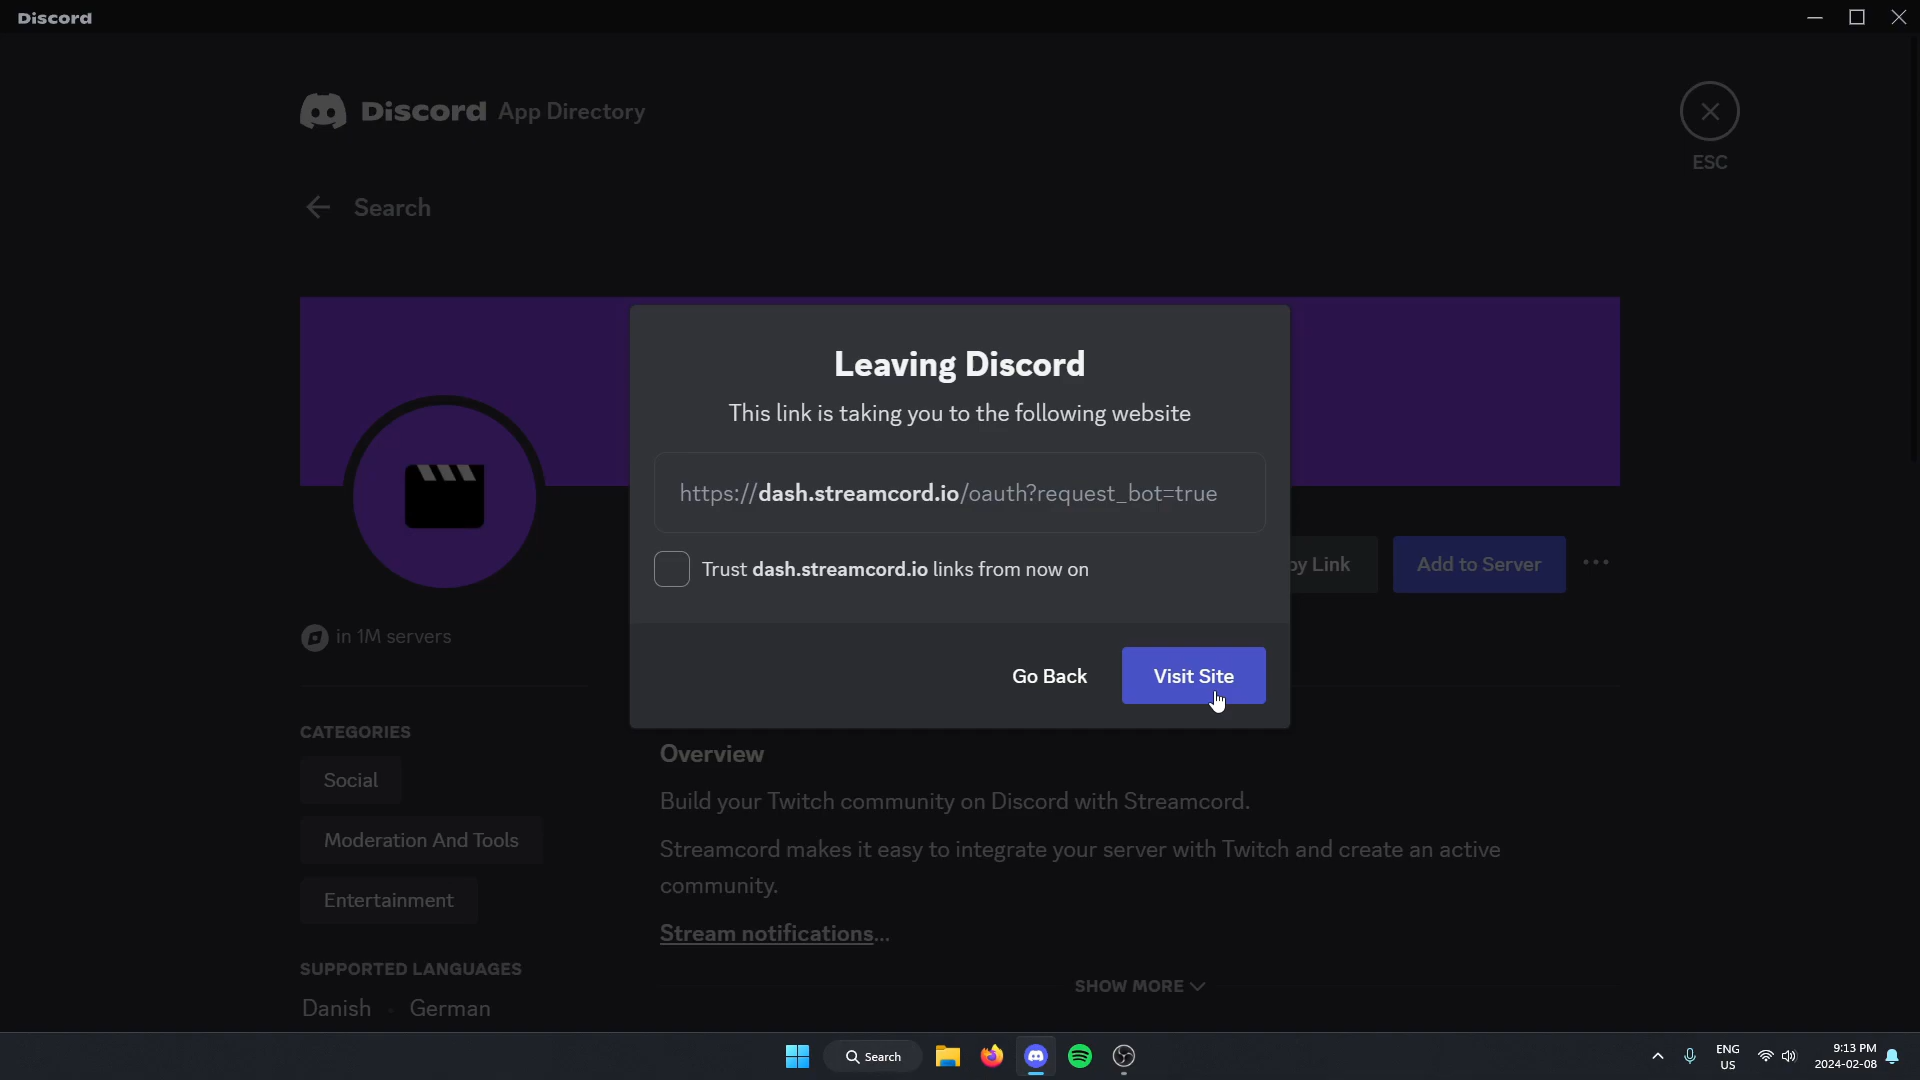 Discord
Discord App Directory
ESC
Search
Leaving Discord
This link is taking you to the following website
https://dash.streamcord.io/oauth?request_bot=true
Trust dash.streamcord.io links from now on
Go Back
Visit Site
by Link
Add to Server
in 1M servers
CATEGORIES
Social
Moderation And Tools
Entertainment
SUPPORTED LANGUAGES
Danish
German
Overview
Build your Twitch community on Discord with Streamcord.
Streamcord makes it easy to integrate your server with Twitch and create an active
community.
Stream notifications...
SHOW MORE
Search
ENG
US
9:13 PM
2024-02-08